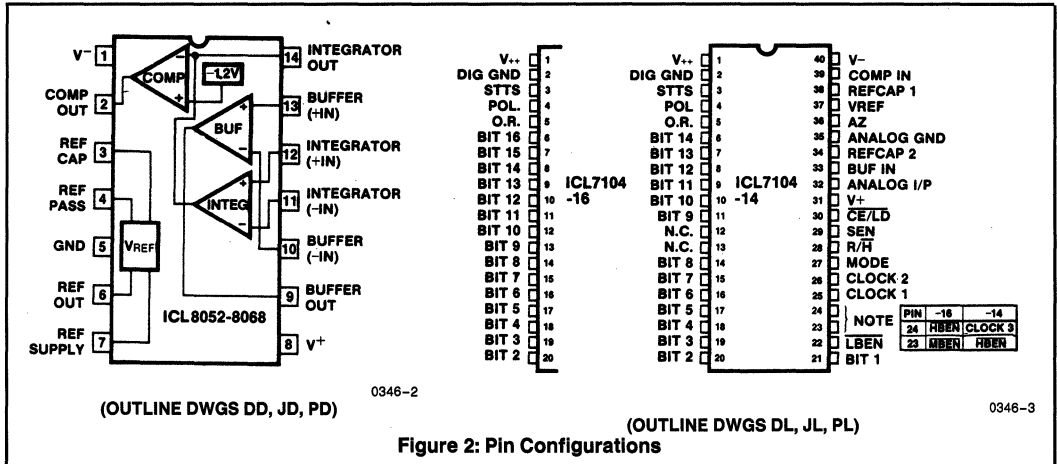 V− 1
COMP OUT 2
REF CAP 3
REF PASS 4
GND 5
REF OUT 6
REF SUPPLY 7
COMP
−1.2V
BUF
INTEG
VREF
ICL8052-8068
14 INTEGRATOR OUT
13 BUFFER (+IN)
12 INTEGRATOR (+IN)
11 INTEGRATOR (−IN)
10 BUFFER (−IN)
9 BUFFER OUT
8 V+
0346–2
(OUTLINE DWGS DD, JD, PD)
V++ 1
DIG GND 2
STTS 3
POL. 4
O.R. 5
BIT 16 6
BIT 15 7
BIT 14 8
BIT 13 9
BIT 12 10
BIT 11 11
BIT 10 12
BIT 9 13
BIT 8 14
BIT 7 15
BIT 6 16
BIT 5 17
BIT 4 18
BIT 3 19
BIT 2 20
ICL7104
-16
V++ 1
DIG GND 2
STTS 3
POL 4
O.R. 5
BIT 14 6
BIT 13 7
BIT 12 8
BIT 11 9
BIT 10 10
BIT 9 11
N.C. 12
N.C. 13
BIT 8 14
BIT 7 15
BIT 6 16
BIT 5 17
BIT 4 18
BIT 3 19
BIT 2 20
ICL7104
-14
40 V−
39 COMP IN
38 REFCAP 1
37 VREF
36 AZ
35 ANALOG GND
34 REFCAP 2
33 BUF IN
32 ANALOG I/P
31 V+
30 CE/LD
29 SEN
28 R/H
27 MODE
26 CLOCK 2
25 CLOCK 1
24
23
NOTE
22 LBEN
21 BIT 1
PIN -16 -14
24 HBEN CLOCK 3
23 MBEN HBEN
0346–3
(OUTLINE DWGS DL, JL, PL)
Figure 2: Pin Configurations